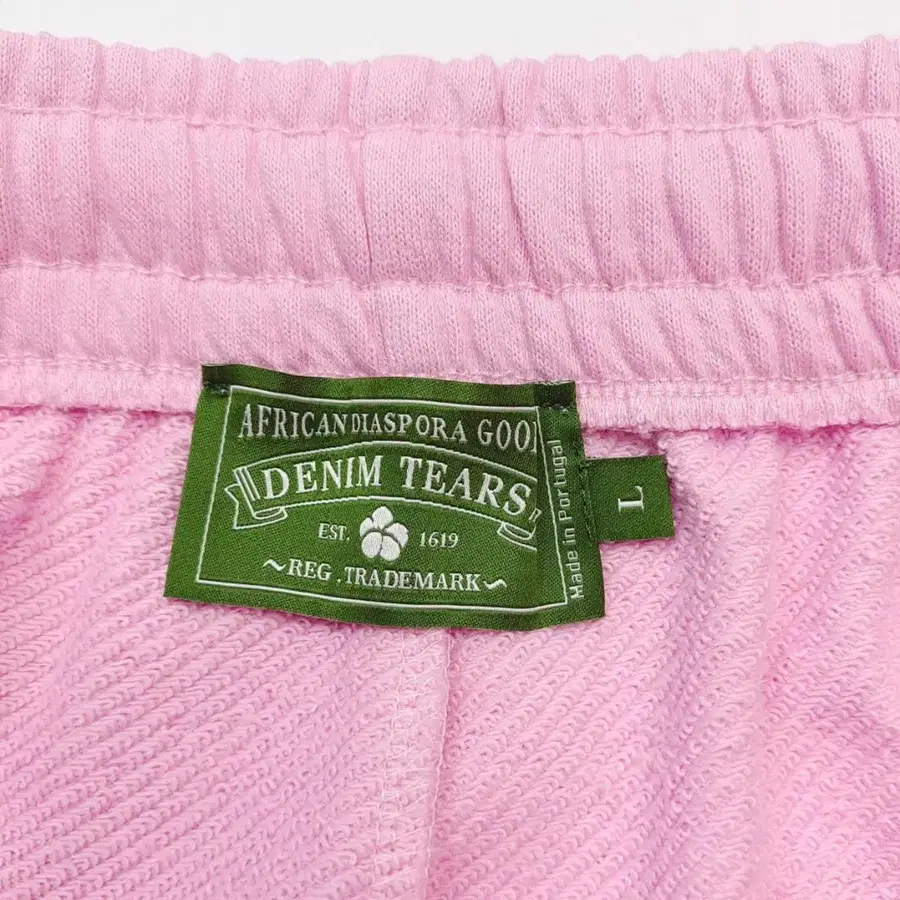 AFRICAN DIASPORA GOO
DENIM TEARS
EST. 1619
~REG. TRADEMARK~
Made in Portugal
L